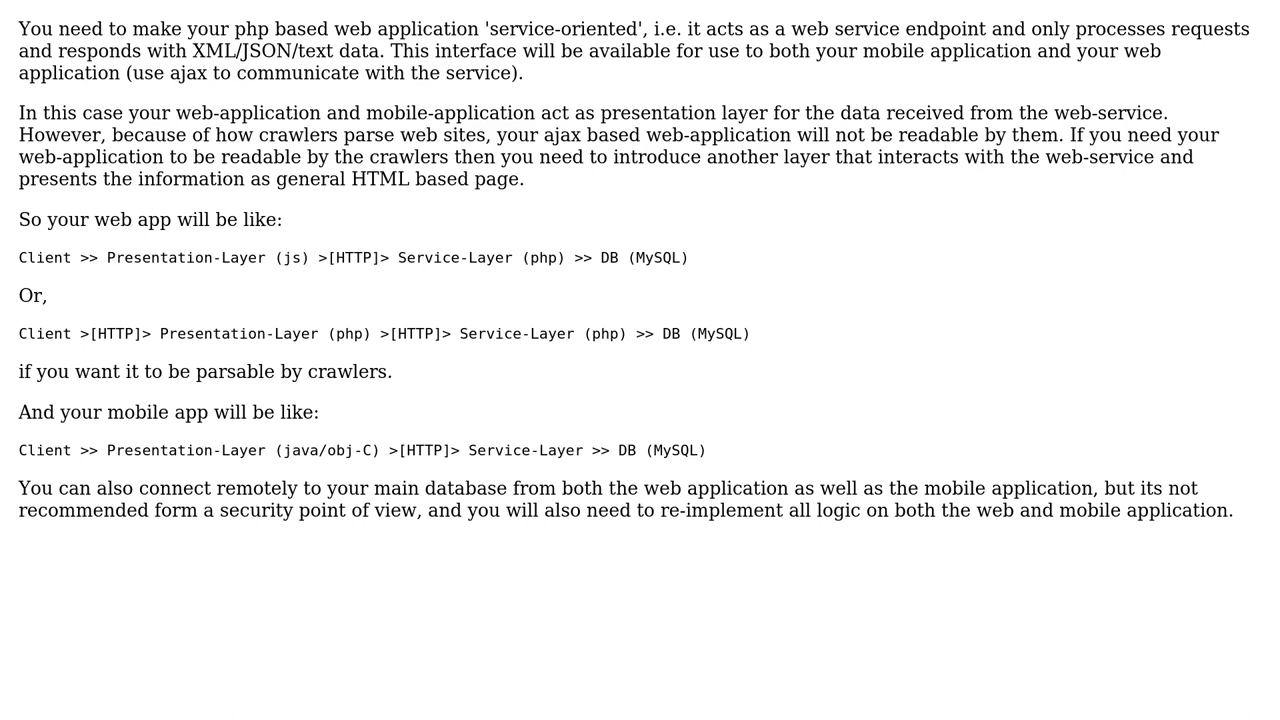 You need to make your php based web application 'service-oriented', i.e. it acts as a web service endpoint and only processes requests
and responds with XML/JSON/text data. This interface will be available for use to both your mobile application and your web
application (use ajax to communicate with the service).
In this case your web-application and mobile-application act as presentation layer for the data received from the web-service.
However, because of how crawlers parse web sites, your ajax based web-application will not be readable by them. If you need your
web-application to be readable by the crawlers then you need to introduce another layer that interacts with the web-service and
presents the information as general HTML based page.
So your web app will be like:
Client >> Presentation-Layer (js) >[HTTP]> Service-Layer (php) >> DB (MySQL)
Or,
Client >[HTTP]> Presentation-Layer (php) >[HTTP]> Service-Layer (php) >> DB (MySQL)
if you want it to be parsable by crawlers.
And your mobile app will be like:
Client >> Presentation-Layer (java/obj-C) >[HTTP]> Service-Layer >> DB (MySQL)
You can also connect remotely to your main database from both the web application as well as the mobile application, but its not
recommended form a security point of view, and you will also need to re-implement all logic on both the web and mobile application.